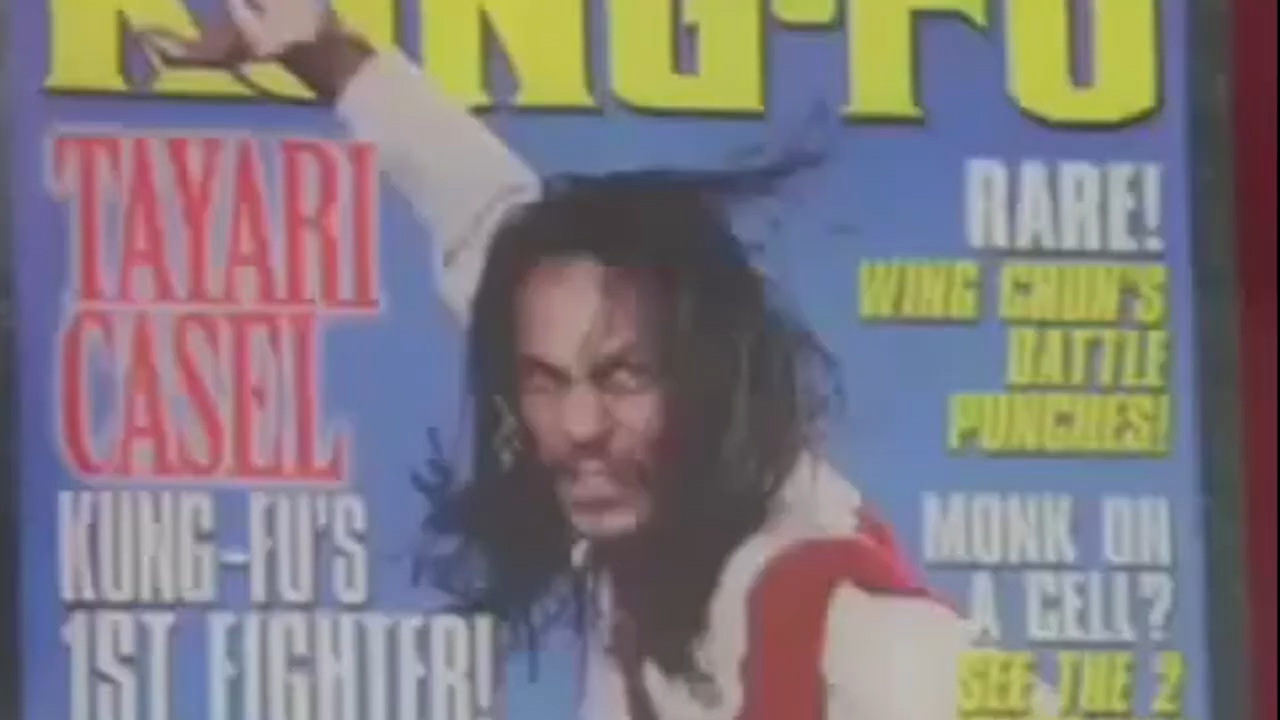 KUNG-FU
TAYARI
CASEL
KUNG-FU'S
1ST FIGHTER!
RARE!
WING CHUN'S
BATTLE
PUNCHES!
MONK ON
A CELL?
SEE THE 2